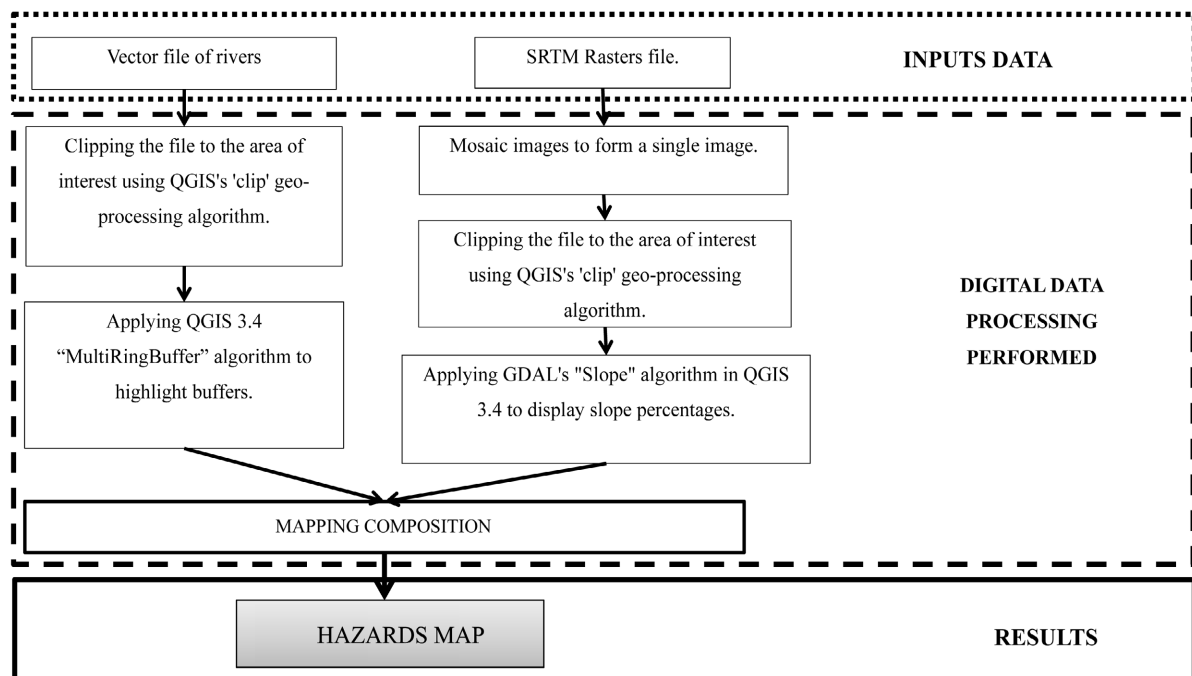 Vector file of rivers
SRTM Rasters file.
INPUTS DATA
Clipping the file to the area of
interest using QGIS's 'clip' geo-
processing algorithm.
Mosaic images to form a single image.
Clipping the file to the area of interest
using QGIS's 'clip' geo-processing
algorithm.
Applying QGIS 3.4
“MultiRingBuffer” algorithm to
highlight buffers.
Applying GDAL's "Slope" algorithm in QGIS
3.4 to display slope percentages.
DIGITAL DATA
PROCESSING
PERFORMED
MAPPING COMPOSITION
HAZARDS MAP
RESULTS